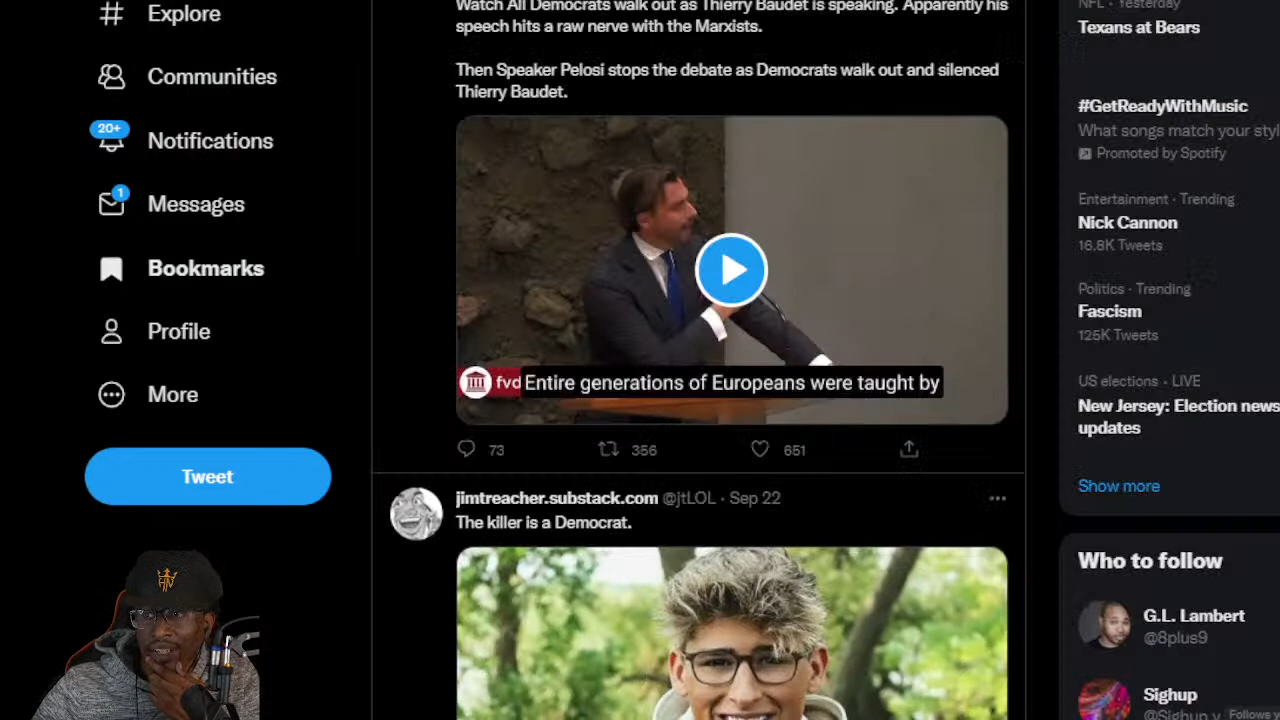 Explore
Communities
20+
Notifications
1
Messages
Bookmarks
Profile
More
Tweet
Watch All Democrats walk out as Thierry Baudet is speaking. Apparently his
speech hits a raw nerve with the Marxists.
Then Speaker Pelosi stops the debate as Democrats walk out and silenced
Thierry Baudet.
fvd
Entire generations of Europeans were taught by
73
356
651
jimtreacher.substack.com @jtLOL · Sep 22
The killer is a Democrat.
NFL · Yesterday
Texans at Bears
#GetReadyWithMusic
What songs match your
Promoted by Spotify
Entertainment · Trending
Nick Cannon
16.8K Tweets
Politics · Trending
Fascism
125K Tweets
US elections · LIVE
New Jersey: Election news
updates
Show more
Who to follow
G.L. Lambert
@8plus9
Sighup
Follows